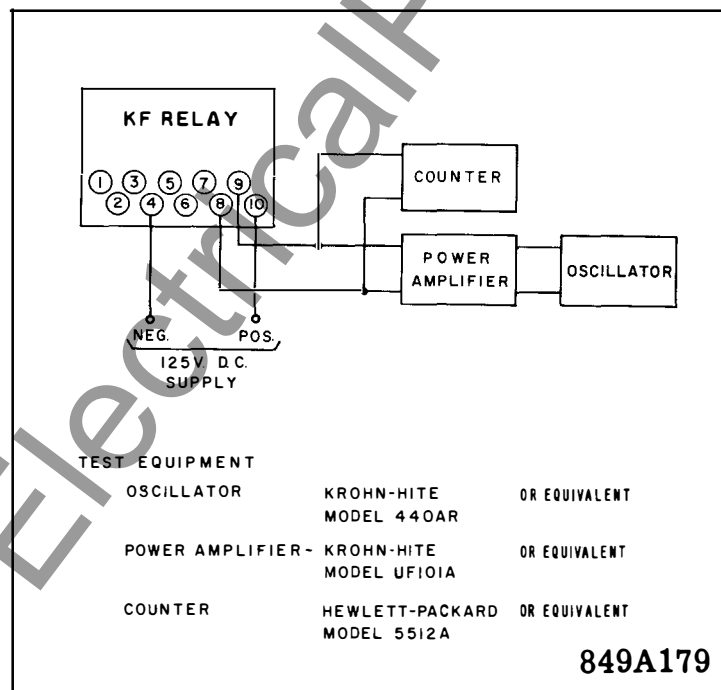 KF RELAY
1 3 5 7 9
2 4 6 8 10
COUNTER
POWER
AMPLIFIER
OSCILLATOR
NEG. POS.
125V. D.C.
SUPPLY
TEST EQUIPMENT
OSCILLATOR KROHN-HITE OR EQUIVALENT
MODEL 440AR
POWER AMPLIFIER- KROHN-HITE OR EQUIVALENT
MODEL UF101A
COUNTER HEWLETT-PACKARD OR EQUIVALENT
MODEL 5512A
849A179